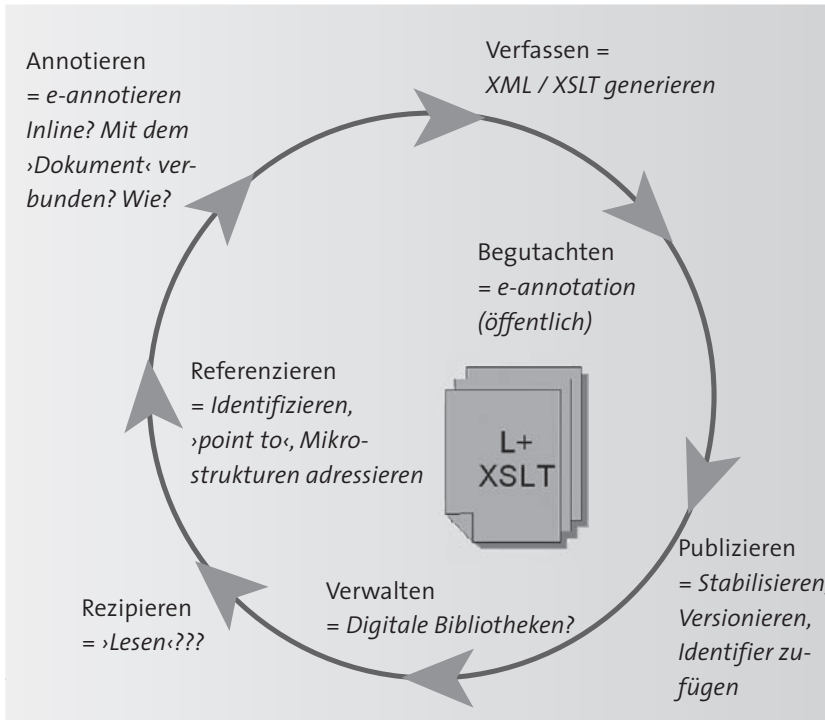 Verfassen =
XML / XSLT generieren
Begutachten
= e-annotation
(öffentlich)
L+
XSLT
Publizieren
= Stabilisieren,
Versionieren,
Identifier zu-
fügen
Verwalten
= Digitale Bibliotheken?
Rezipieren
= ›Lesen‹???
Referenzieren
= Identifizieren,
›point to‹, Mikro-
strukturen adressieren
Annotieren
= e-annotieren
Inline? Mit dem
›Dokument‹ ver-
bunden? Wie?